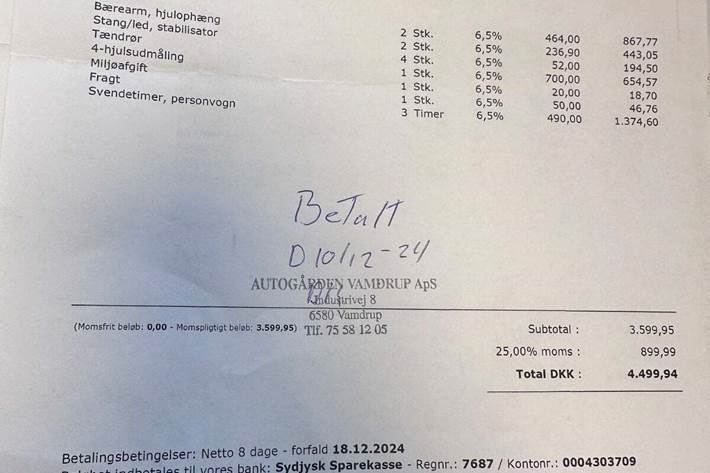 Bærearm, hjulophæng 2 Stk. 6,5% 464,00 867,77
Stang/led, stabilisator 2 Stk. 6,5% 236,90 443,05
Tændrør 4 Stk. 6,5% 52,00 194,50
4-hjulsudmåling 1 Stk. 6,5% 700,00 654,57
Miljøafgift 1 Stk. 6,5% 20,00 18,70
Fragt 1 Stk. 6,5% 50,00 46,76
Svendetimer, personvogn 3 Timer 6,5% 490,00 1.374,60
Betalt
D 10/12-24
AUTOGÅRDEN VAMDRUP ApS
Industrivej 8
6580 Vamdrup
Tlf. 75 58 12 05
(Momsfrit beløb: 0,00 - Momspligtigt beløb: 3.599,95)
Subtotal : 3.599,95
25,00% moms : 899,99
Total DKK : 4.499,94
Betalingsbetingelser: Netto 8 dage - forfald 18.12.2024
Beløbet indbetales til vores bank: Sydjysk Sparekasse - Regnr.: 7687 / Kontonr.: 0004303709